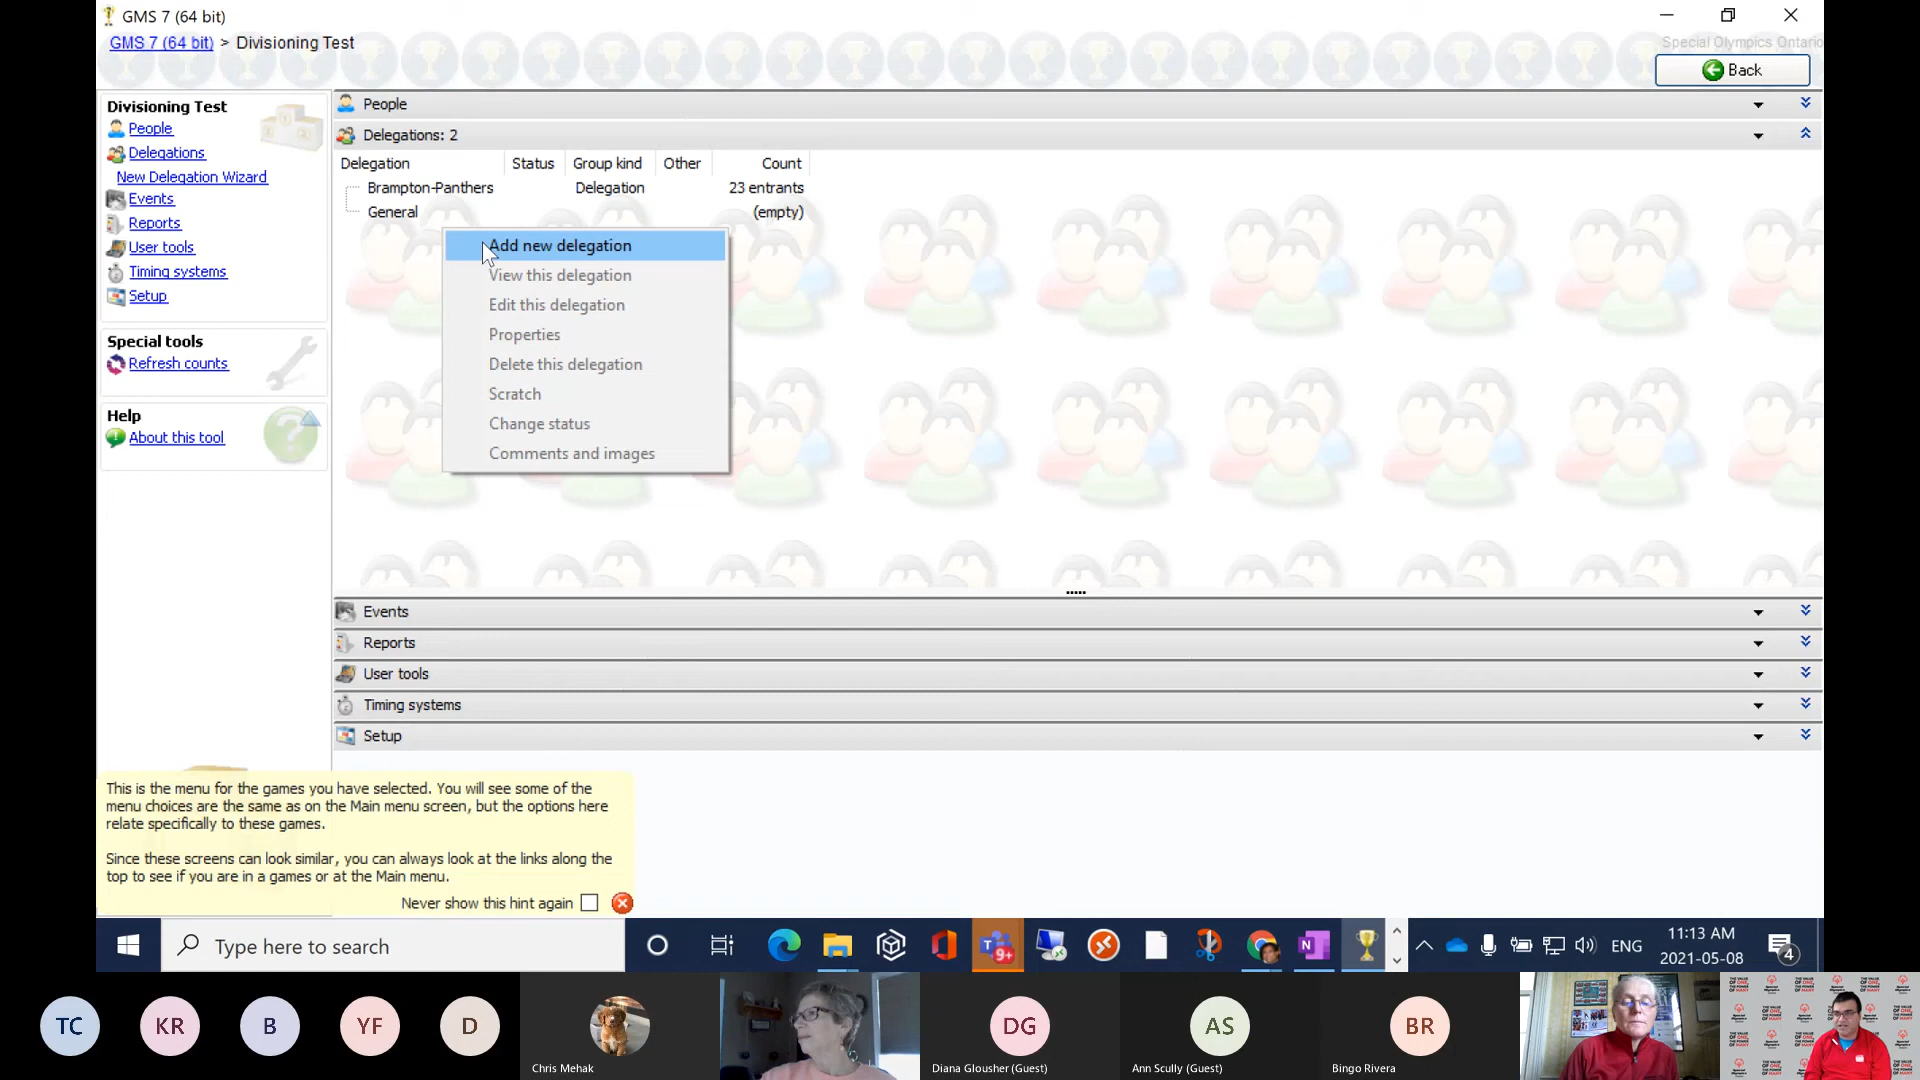 GMS 7 (64 bit)
GMS 7 (64 bit) > Divisioning Test
Special Olympics Ontario
Back
Divisioning Test
People
Delegations
New Delegation Wizard
Events
Reports
User tools
Timing systems
Setup
Special tools
Refresh counts
Help
About this tool
People
Delegations: 2
Delegation Status Group kind Other Count
Brampton-Panthers Delegation 23 entrants
General (empty)
Add new delegation
View this delegation
Edit this delegation
Properties
Delete this delegation
Scratch
Change status
Comments and images
Events
Reports
User tools
Timing systems
Setup
This is the menu for the games you have selected. You will see some of the
menu choices are the same as on the Main menu screen, but the options here
relate specifically to these games.
Since these screens can look similar, you can always look at the links along the
top to see if you are in a games or at the Main menu.
Never show this hint again
Type here to search
9+
ENG
11:13 AM
2021-05-08
4
TC
KR
B
YF
D
Chris Mehak
DG
Diana Glousher (Guest)
AS
Ann Scully (Guest)
BR
Bingo Rivera